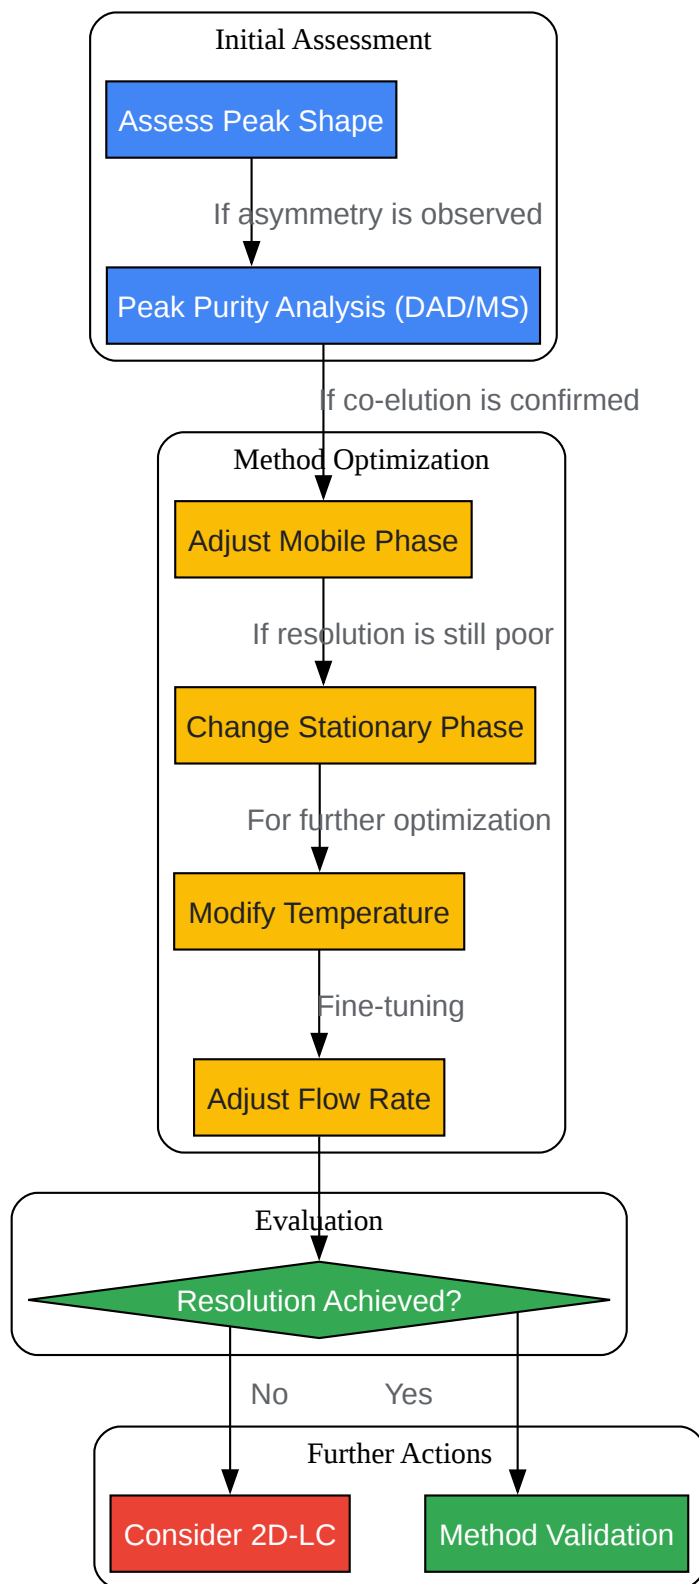 Initial Assessment
Assess Peak Shape
If asymmetry is observed
Peak Purity Analysis (DAD/MS)
If co-elution is confirmed
Method Optimization
Adjust Mobile Phase
If resolution is still poor
Change Stationary Phase
For further optimization
Modify Temperature
Fine-tuning
Adjust Flow Rate
Evaluation
Resolution Achieved?
No
Yes
Further Actions
Consider 2D-LC
Method Validation